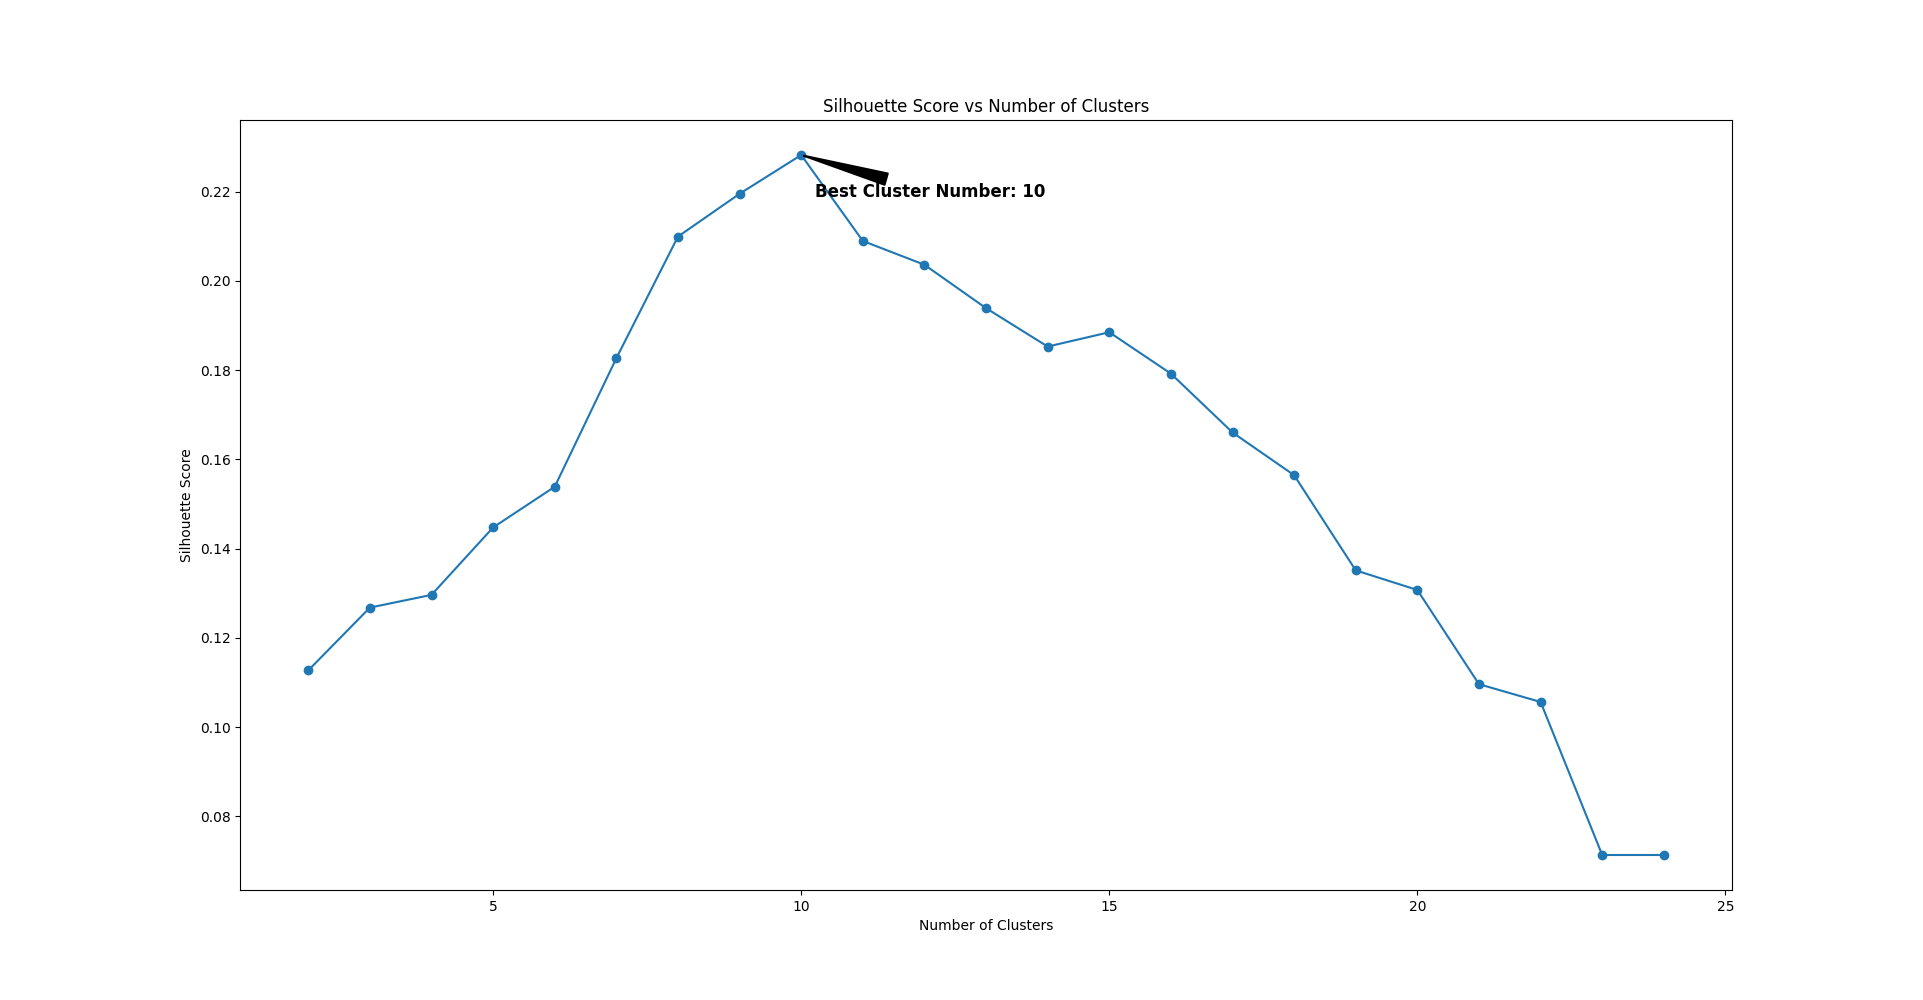 Silhouette Score vs Number of Clusters
Best Cluster Number: 10
Silhouette Score
0.22
0.20
0.18
0.16
0.14
0.12
0.10
0.08
5 10 15 20 25
Number of Clusters